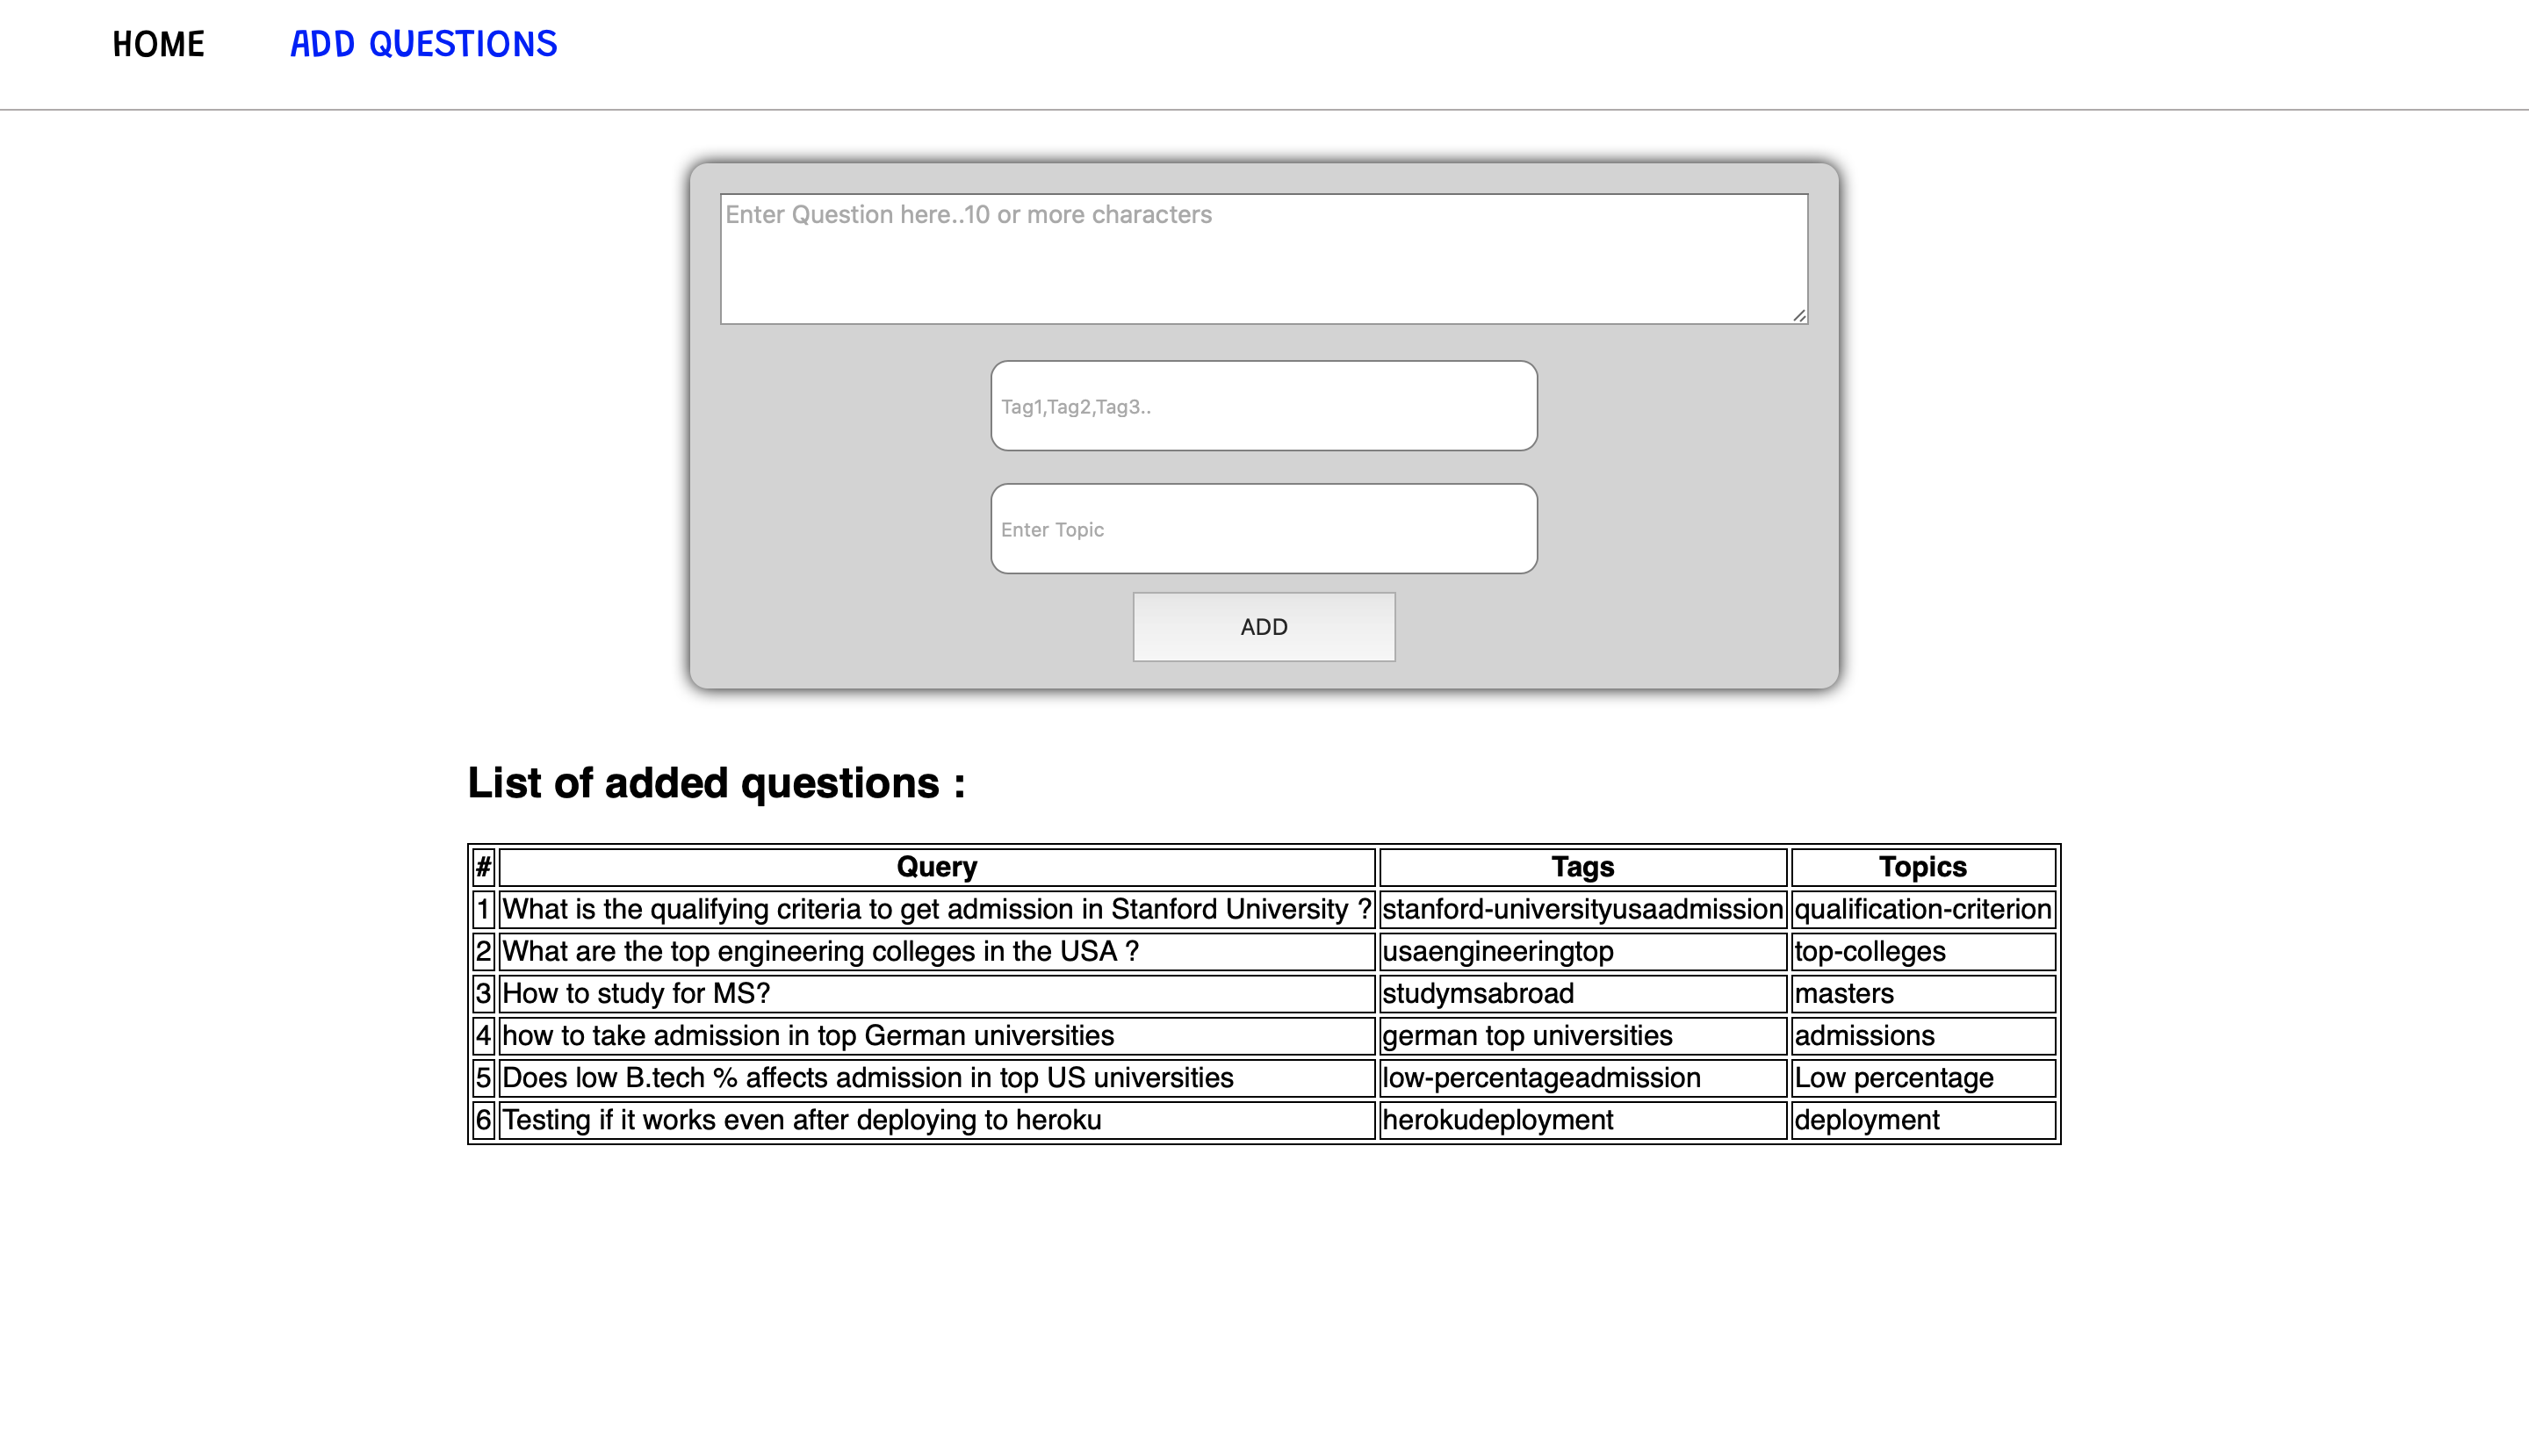 HOME ADD QUESTIONS
Enter Question here..10 or more characters
Tag1,Tag2,Tag3..
Enter Topic
ADD
List of added questions :
# Query Tags Topics
1 What is the qualifying criteria to get admission in Stanford University ? stanford-universityusaadmission qualification-criterion
2 What are the top engineering colleges in the USA ? usaengineeringtop top-colleges
3 How to study for MS? studymsabroad masters
4 how to take admission in top German universities german top universities admissions
5 Does low B.tech % affects admission in top US universities low-percentageadmission Low percentage
6 Testing if it works even after deploying to heroku herokudeployment deployment